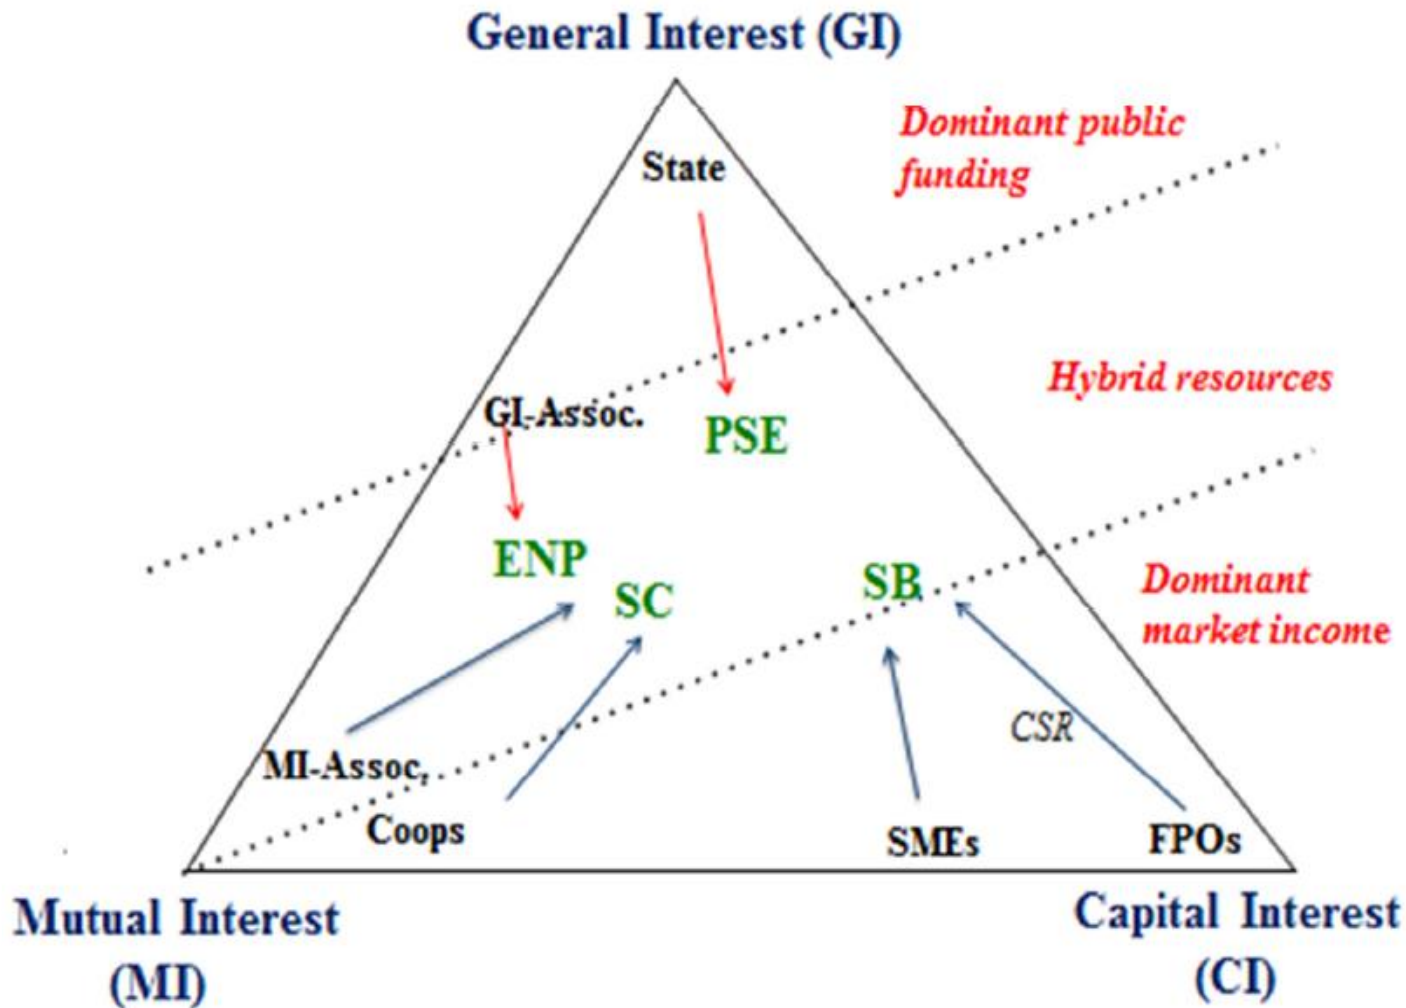 General Interest (GI)
Dominant public
funding
State
Hybrid resources
GI-Assoc.
PSE
ENP
SC
SB
Dominant
market income
CSR
MI-Assoc.
Coops
SMEs
FPOs
Mutual Interest
(MI)
Capital Interest
(CI)